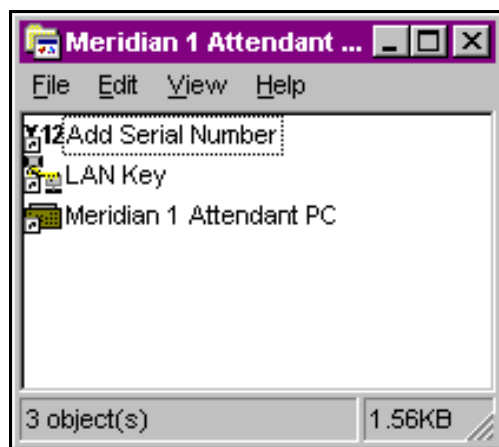 Meridian 1 Attendant ...
File Edit View Help
Add Serial Number
LAN Key
Meridian 1 Attendant PC
3 object(s) 1.56KB